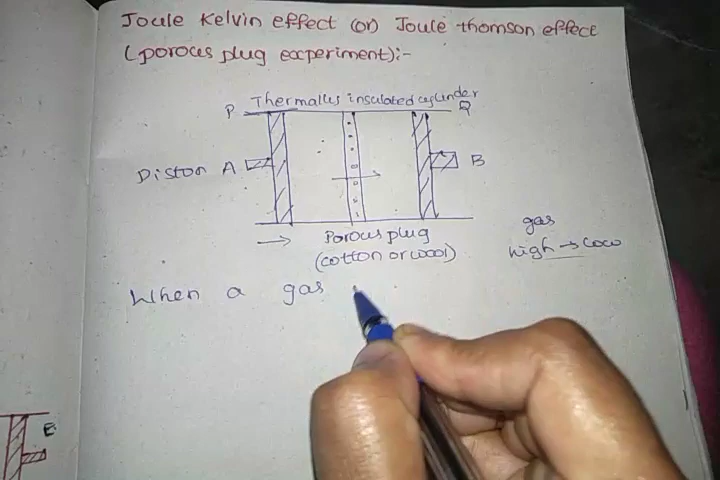 Joule Kelvin effect (or) Joule thomson effect
(porous plug experiment):-
P Thermally insulated cylinder Q
Piston A
B
Porous plug
(cotton or wool)
gas
high → low
When a gas
B